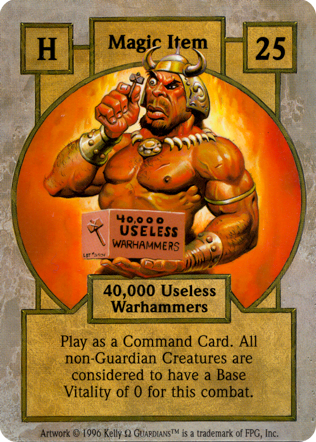 H
Magic Item
25
40,000
USELESS
WARHAMMERS
40,000 Useless
Warhammers
Play as a Command Card. All
non-Guardian Creatures are
considered to have a Base
Vitality of 0 for this combat.
Artwork © 1996 Kelly Ω GUARDIANS™ is a trademark of FPG, Inc.